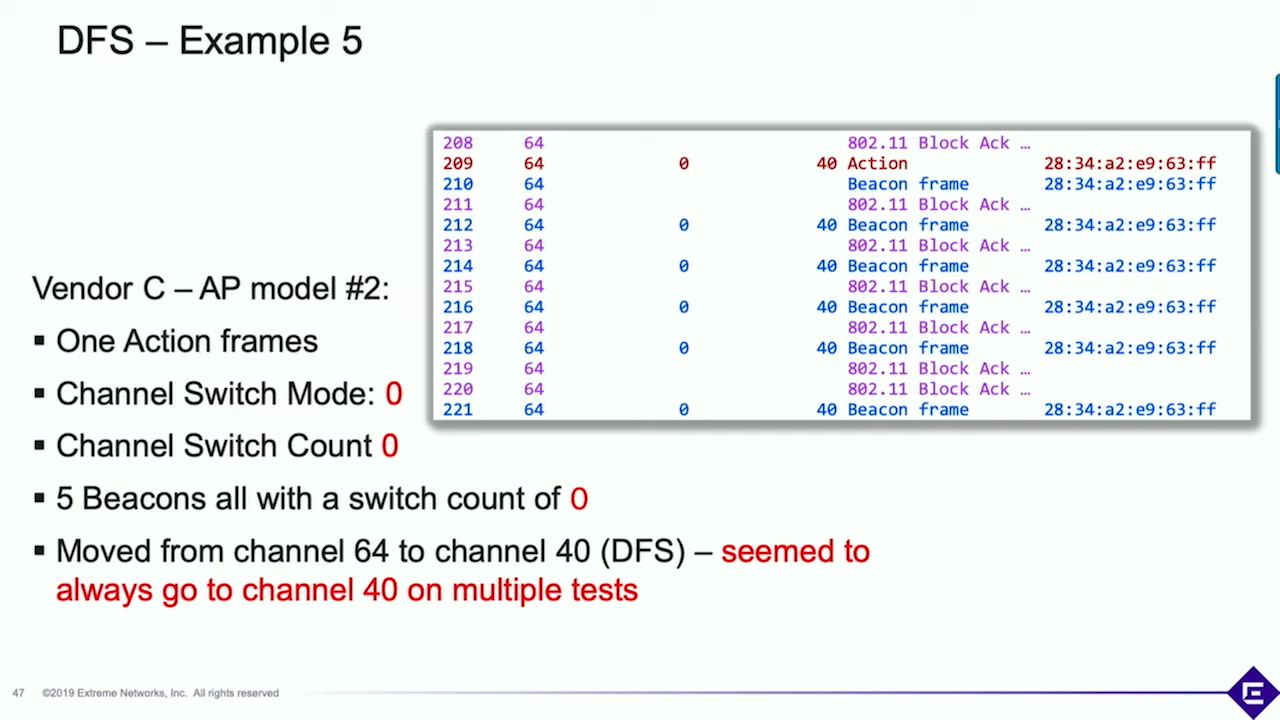 DFS – Example 5
208 64 802.11 Block Ack …
209 64 0 40 Action 28:34:a2:e9:63:ff
210 64 Beacon frame 28:34:a2:e9:63:ff
211 64 802.11 Block Ack …
212 64 0 40 Beacon frame 28:34:a2:e9:63:ff
213 64 802.11 Block Ack …
214 64 0 40 Beacon frame 28:34:a2:e9:63:ff
215 64 802.11 Block Ack …
216 64 0 40 Beacon frame 28:34:a2:e9:63:ff
217 64 802.11 Block Ack …
218 64 0 40 Beacon frame 28:34:a2:e9:63:ff
219 64 802.11 Block Ack …
220 64 802.11 Block Ack …
221 64 0 40 Beacon frame 28:34:a2:e9:63:ff
Vendor C – AP model #2:
▪ One Action frames
▪ Channel Switch Mode: 0
▪ Channel Switch Count 0
▪ 5 Beacons all with a switch count of 0
▪ Moved from channel 64 to channel 40 (DFS) – seemed to
always go to channel 40 on multiple tests
47 ©2019 Extreme Networks, Inc. All rights reserved